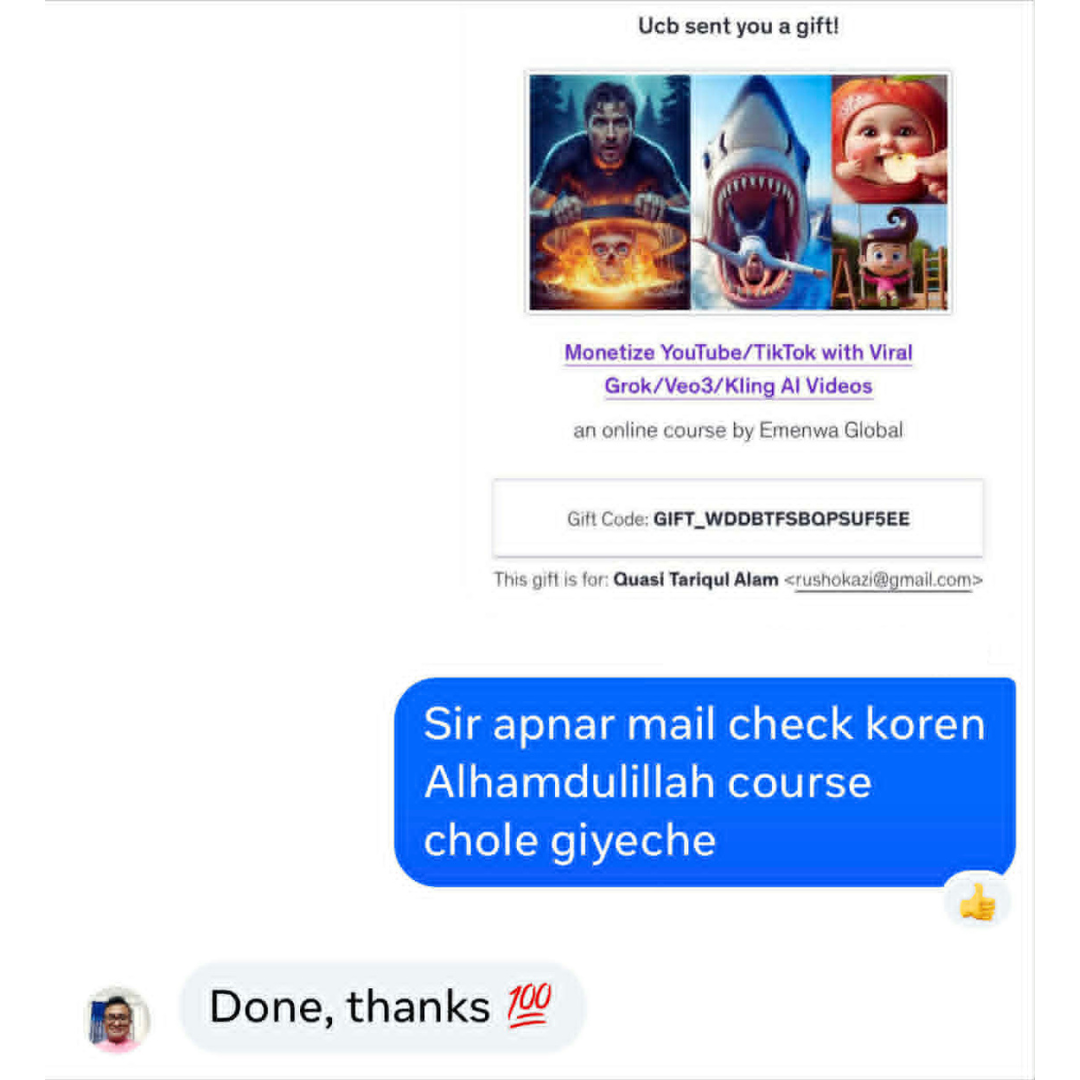 Ucb sent you a gift!
Monetize YouTube/TikTok with Viral
Grok/Veo3/Kling AI Videos
an online course by Emenwa Global
Gift Code: GIFT_WDDBTFSBQPSUF5EE
This gift is for: Quasi Tariqul Alam <rushokazi@gmail.com>
Sir apnar mail check koren
Alhamdulillah course
chole giyeche
👍
Done, thanks 💯